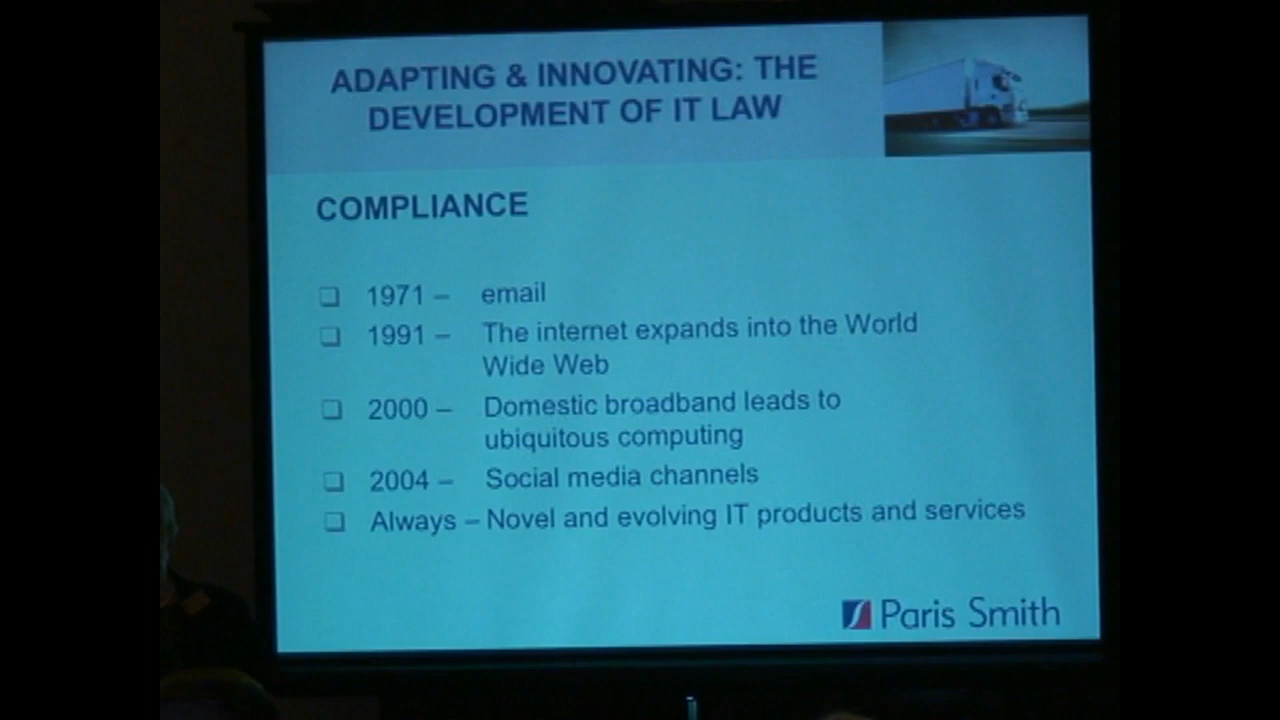 ADAPTING & INNOVATING: THE
DEVELOPMENT OF IT LAW
COMPLIANCE
❑ 1971 – email
❑ 1991 – The internet expands into the World
Wide Web
❑ 2000 – Domestic broadband leads to
ubiquitous computing
❑ 2004 – Social media channels
❑ Always – Novel and evolving IT products and services
Paris Smith